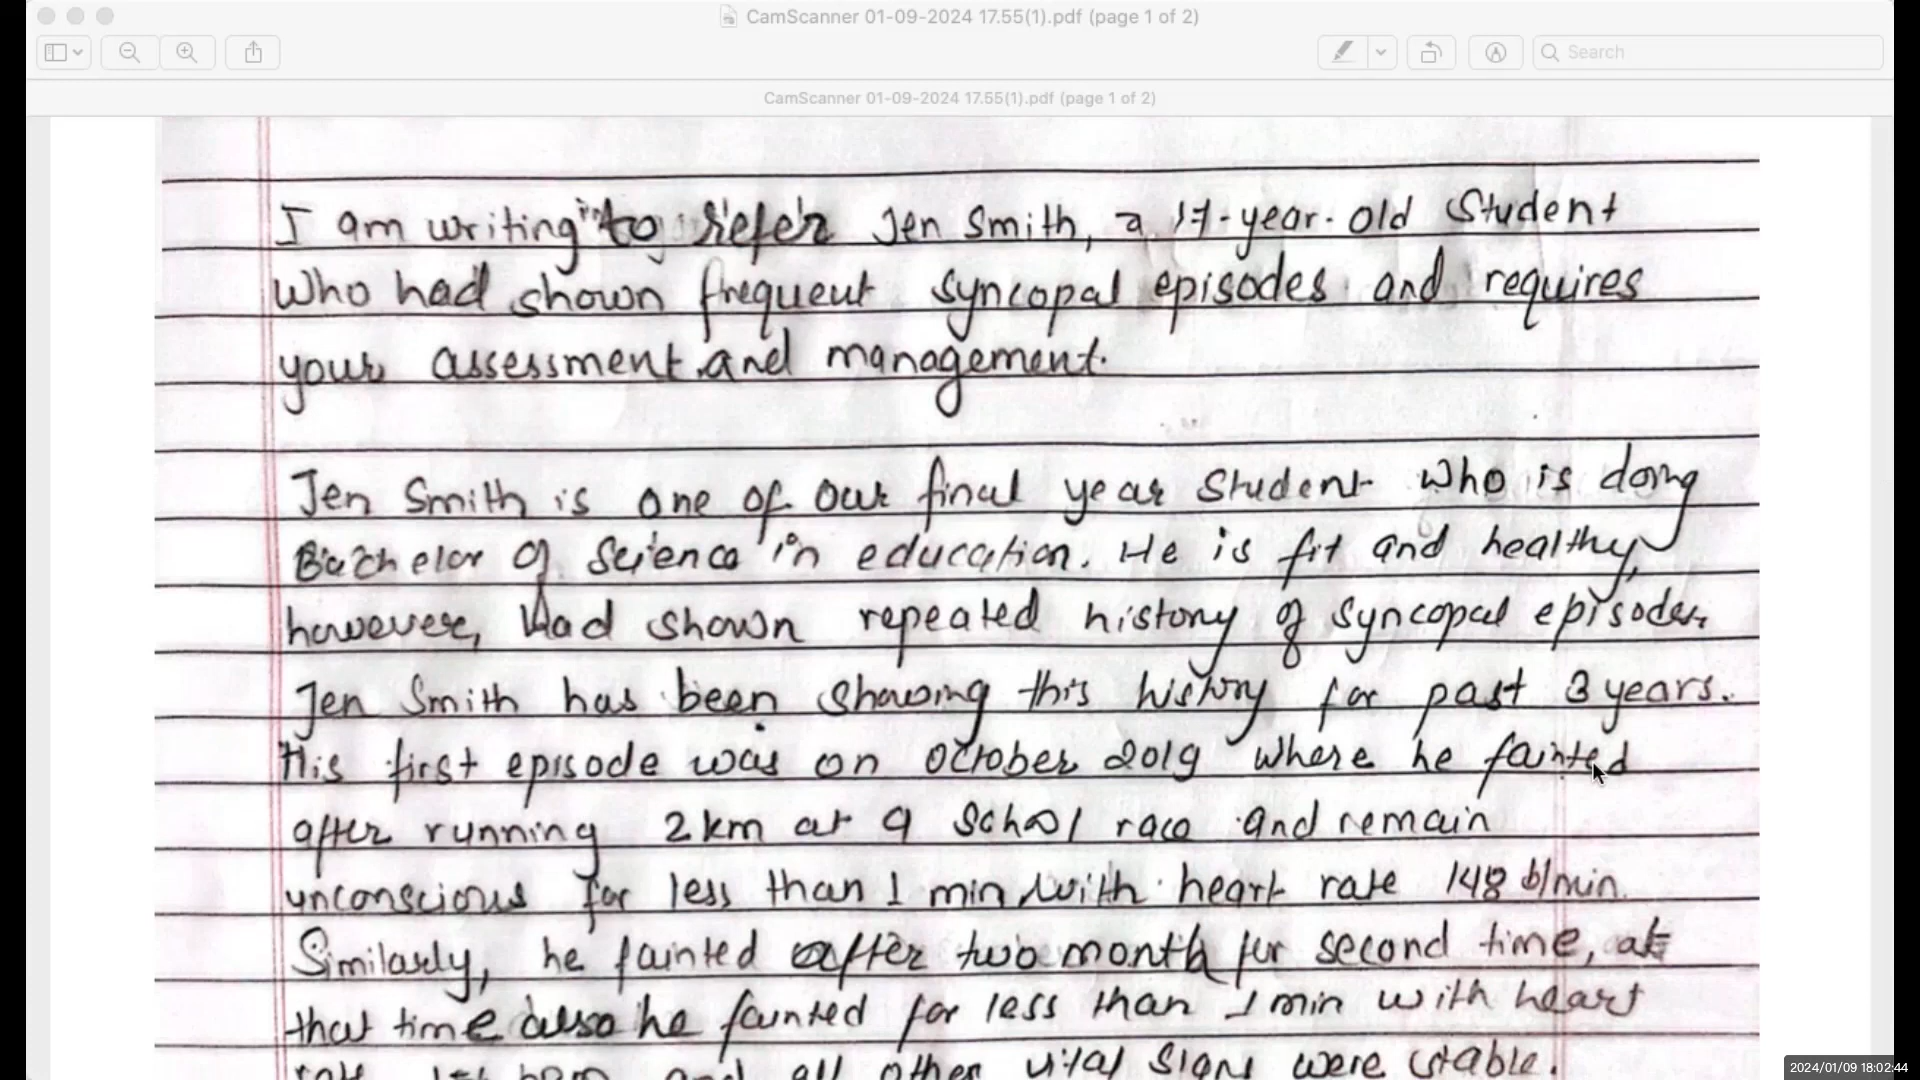 CamScanner 01-09-2024 17.55(1).pdf (page 1 of 2)
Search
CamScanner 01-09-2024 17.55(1).pdf (page 1 of 2)
I am writing to refer Jen Smith, a 17-year-old Student
Who had shown frequent syncopal episodes and requires
your assessment and management.
Jen Smith is one of our final year Student who is doing
Bachelor of Science in education. He is fit and healthy,
however, had shown repeated history of syncopal episodes.
Jen Smith has been showing this history for past 3 years.
His first episode was on October 2019 where he fainted
after running 2km at a School race and remain
unconscious for less than 1 min with heart rate 148 b/min.
Similarly, he fainted after two month for second time, at
that time also he fainted for less than 1 min with heart
and all other vital signs were stable.
2024/01/09 18:02:44